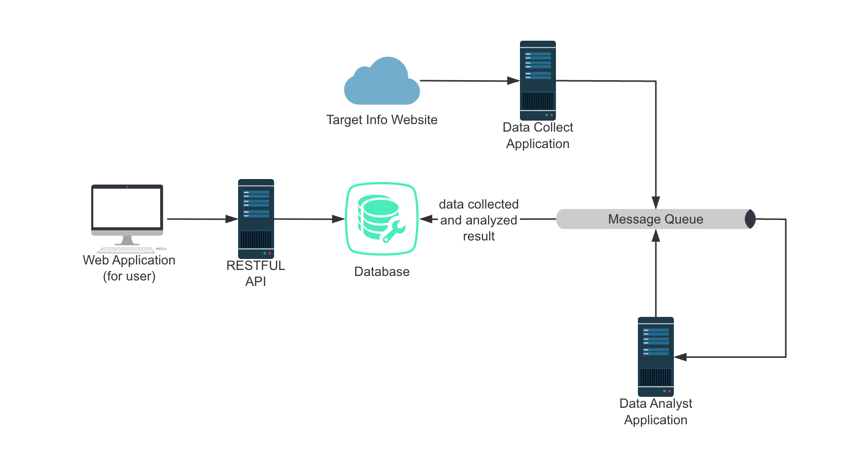 Target Info Website
Data Collect
Application
data collected
and analyzed
result
Message Queue
Web Application
(for user)
RESTFUL
API
Database
Data Analyst
Application